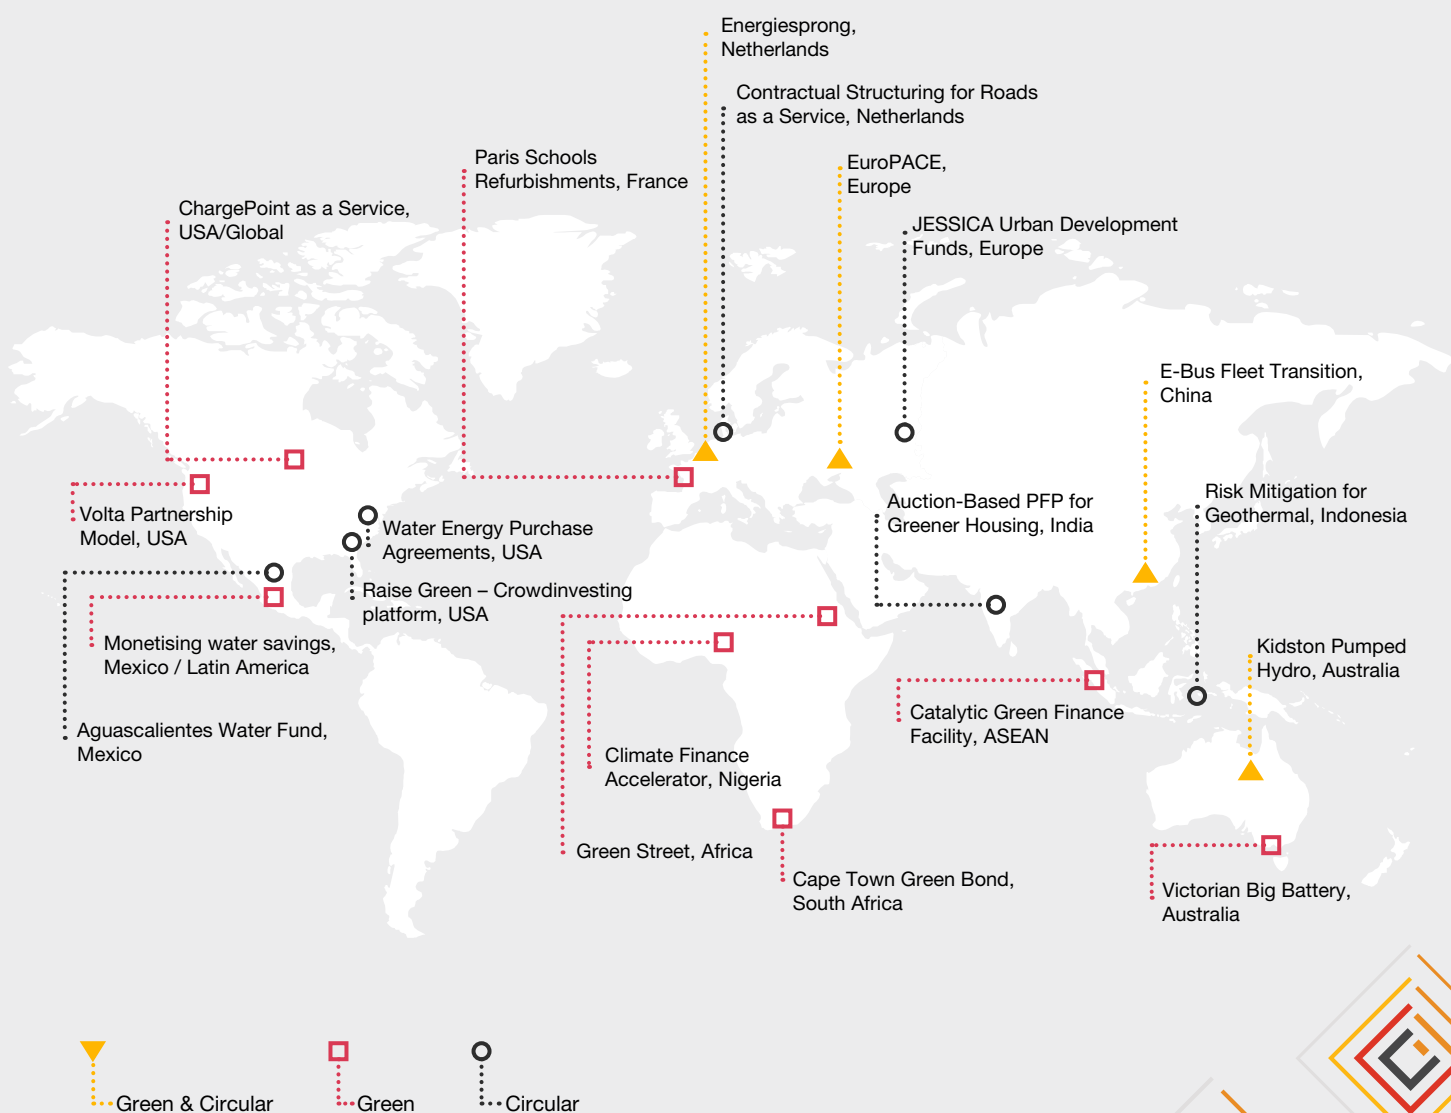 Energiesprong,
Netherlands
Contractual Structuring for Roads
as a Service, Netherlands
Paris Schools
Refurbishments, France
EuroPACE,
Europe
ChargePoint as a Service,
USA/Global
JESSICA Urban Development
Funds, Europe
E-Bus Fleet Transition,
China
Auction-Based PFP for
Greener Housing, India
Risk Mitigation for
Geothermal, Indonesia
Volta Partnership
Model, USA
Water Energy Purchase
Agreements, USA
Raise Green – Crowdinvesting
platform, USA
Monetising water savings,
Mexico / Latin America
Kidston Pumped
Hydro, Australia
Catalytic Green Finance
Facility, ASEAN
Aguascalientes Water Fund,
Mexico
Climate Finance
Accelerator, Nigeria
Green Street, Africa
Cape Town Green Bond,
South Africa
Victorian Big Battery,
Australia
Green & Circular
Green
Circular